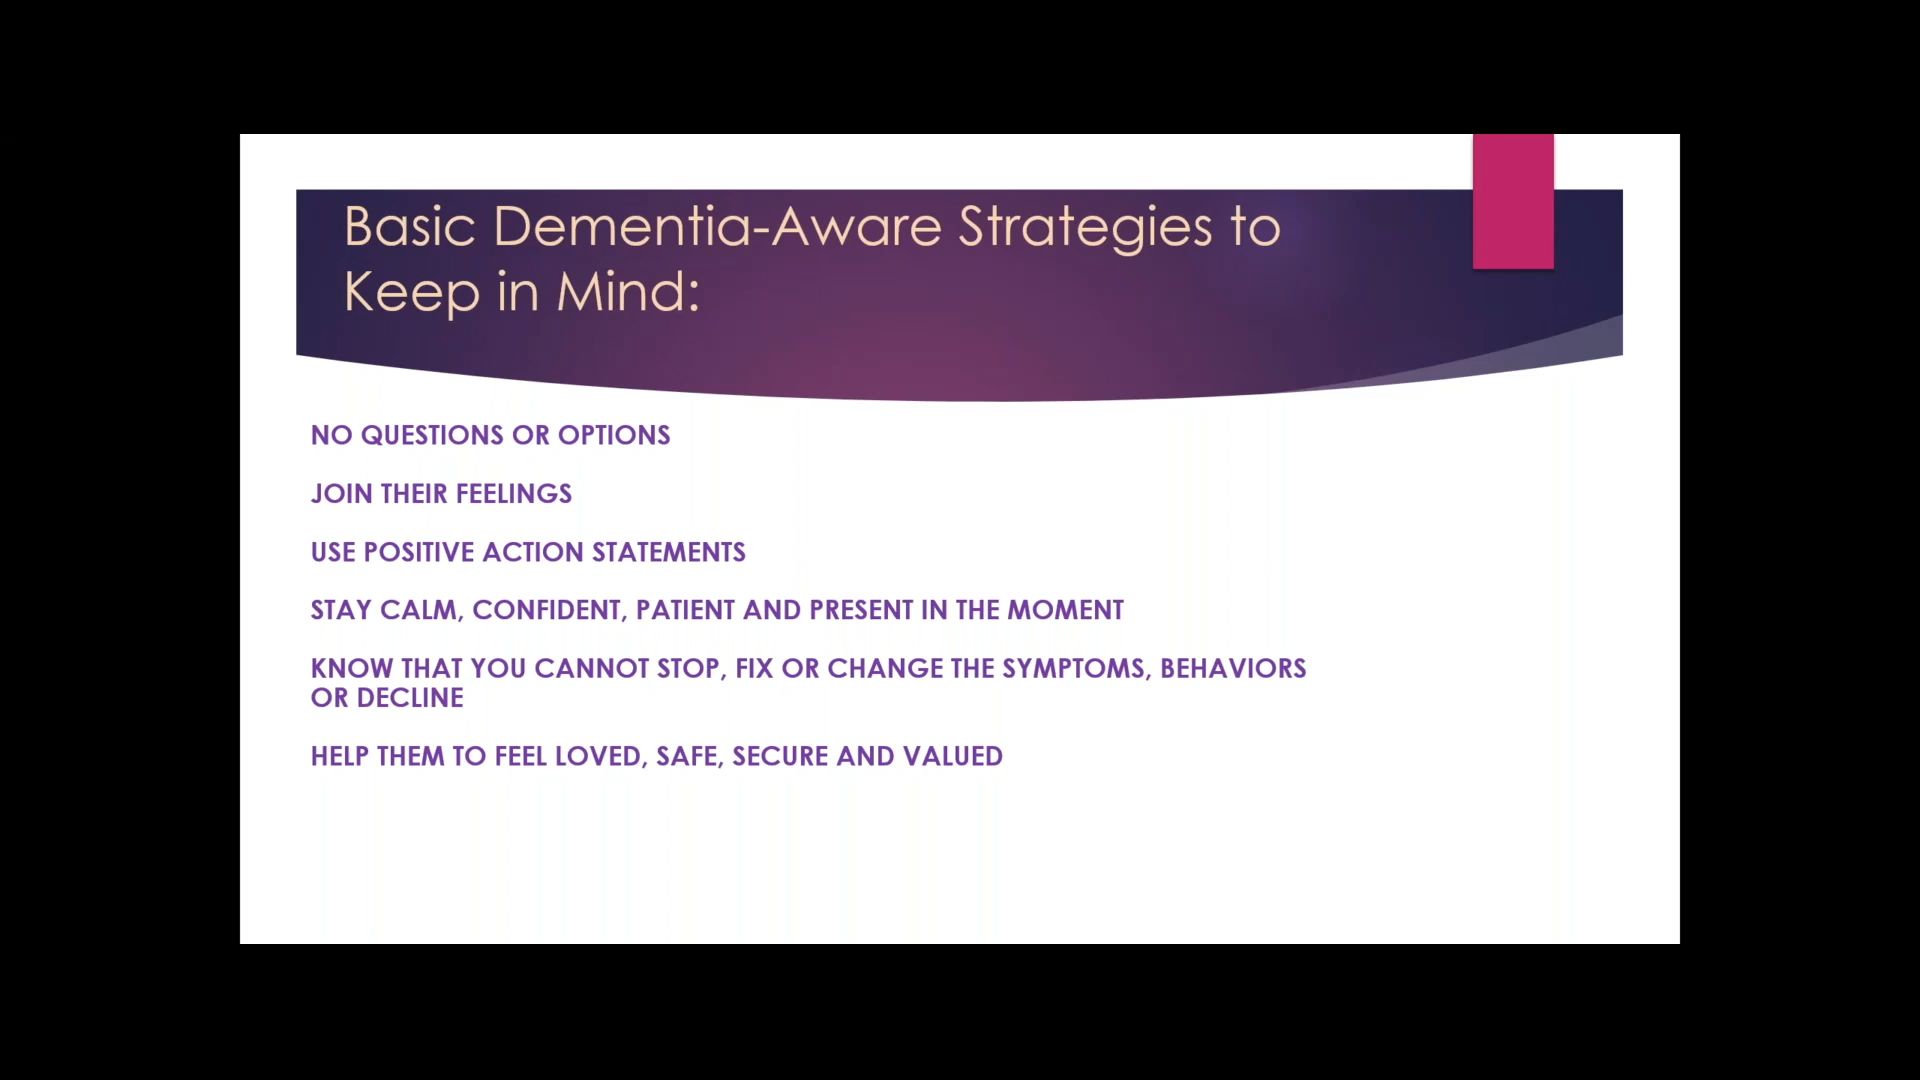 Basic Dementia-Aware Strategies to
Keep in Mind:
NO QUESTIONS OR OPTIONS
JOIN THEIR FEELINGS
USE POSITIVE ACTION STATEMENTS
STAY CALM, CONFIDENT, PATIENT AND PRESENT IN THE MOMENT
KNOW THAT YOU CANNOT STOP, FIX OR CHANGE THE SYMPTOMS, BEHAVIORS
OR DECLINE
HELP THEM TO FEEL LOVED, SAFE, SECURE AND VALUED